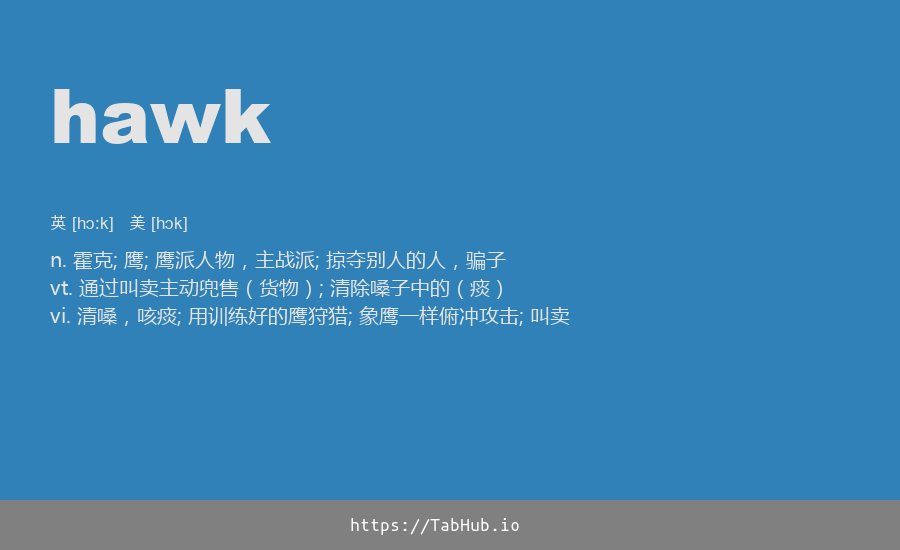 hawk
英 [hɔːk] 美 [hɔk]
n. 霍克; 鹰; 鹰派人物，主战派; 掠夺别人的人，骗子
vt. 通过叫卖主动兜售（货物）; 清除嗓子中的（痰）
vi. 清嗓，咳痰; 用训练好的鹰狩猎; 象鹰一样俯冲攻击; 叫卖
https://TabHub.io